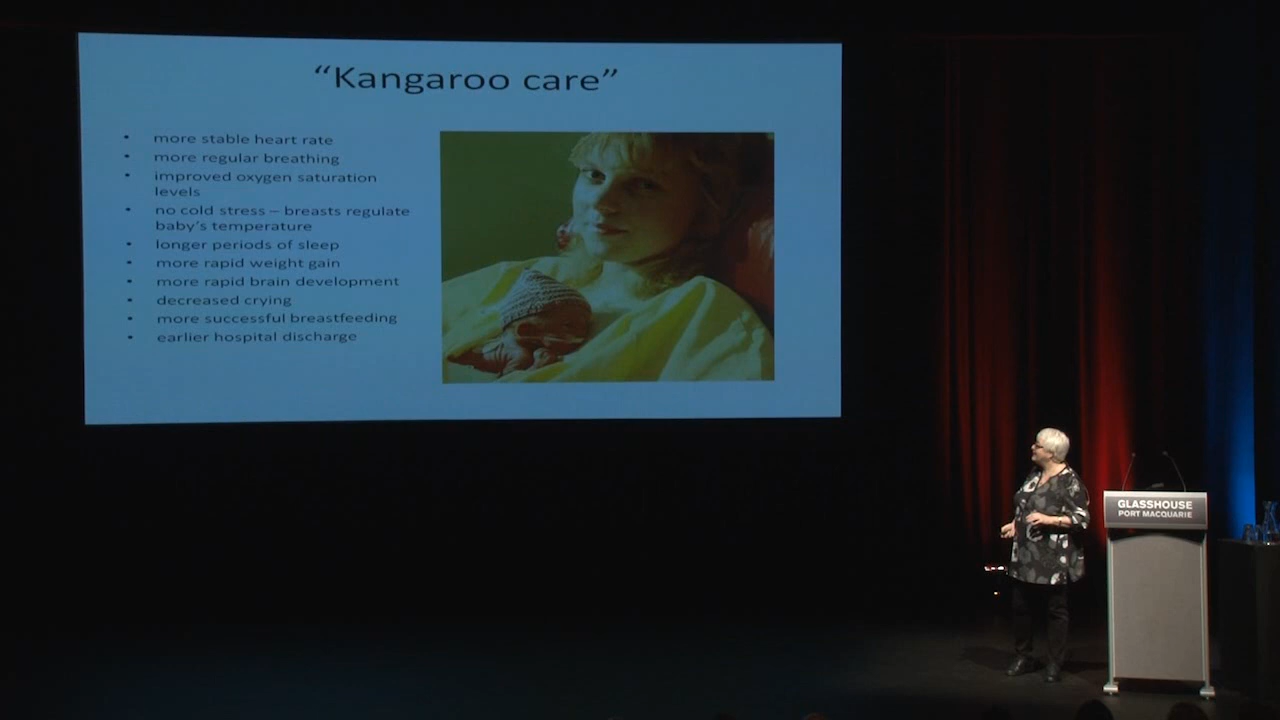 “Kangaroo care”
• more stable heart rate
• more regular breathing
• improved oxygen saturation
levels
• no cold stress – breasts regulate
baby’s temperature
• longer periods of sleep
• more rapid weight gain
• more rapid brain development
• decreased crying
• more successful breastfeeding
• earlier hospital discharge
GLASSHOUSE
PORT MACQUARIE